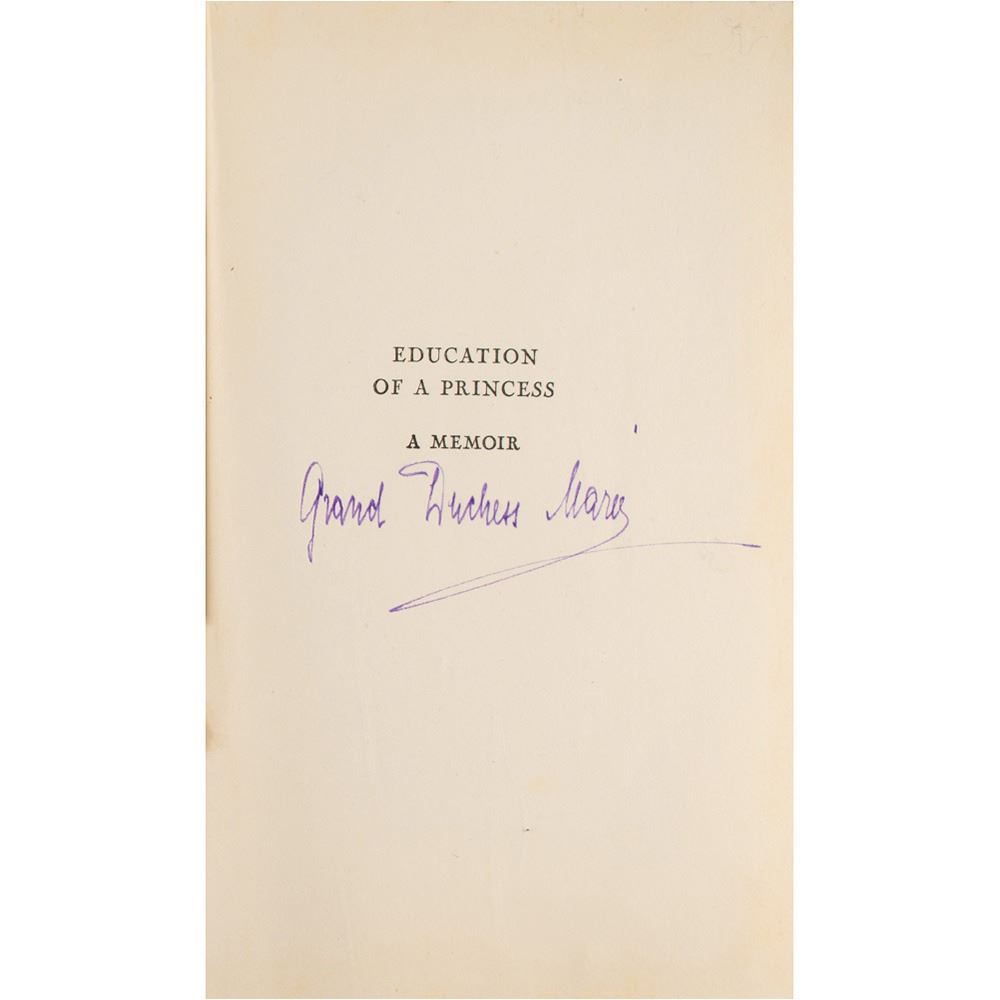 EDUCATION
OF A PRINCESS
A MEMOIR
Grand Duchess Marie